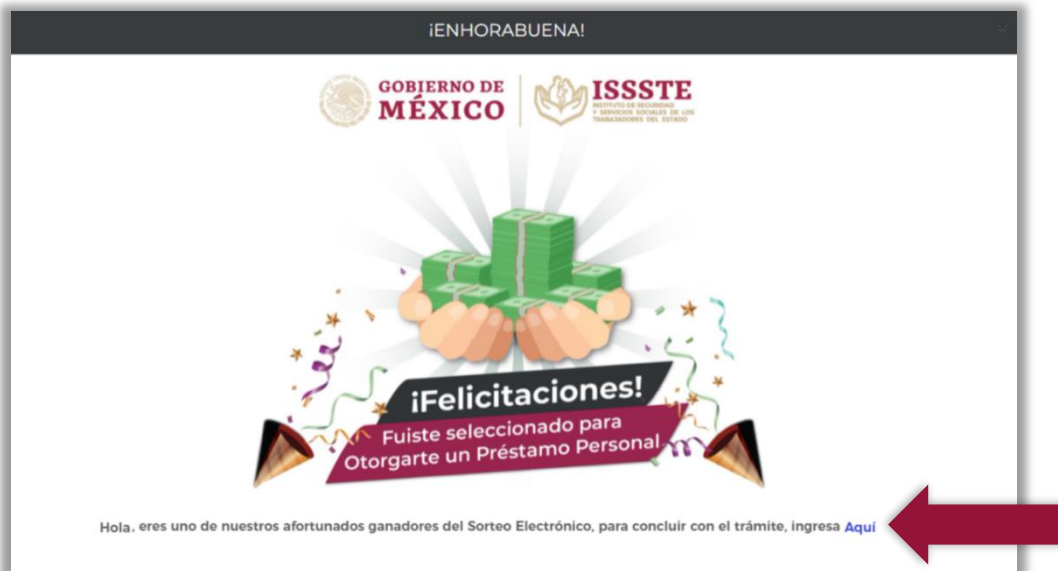 ¡ENHORABUENA!
GOBIERNO DE
MÉXICO
ISSSTE
INSTITUTO DE SEGURIDAD
Y SERVICIOS SOCIALES DE LOS
TRABAJADORES DEL ESTADO
¡Felicitaciones!
Fuiste seleccionado para
Otorgarte un Préstamo Personal
Hola, eres uno de nuestros afortunados ganadores del Sorteo Electrónico, para concluir con el trámite, ingresa Aquí